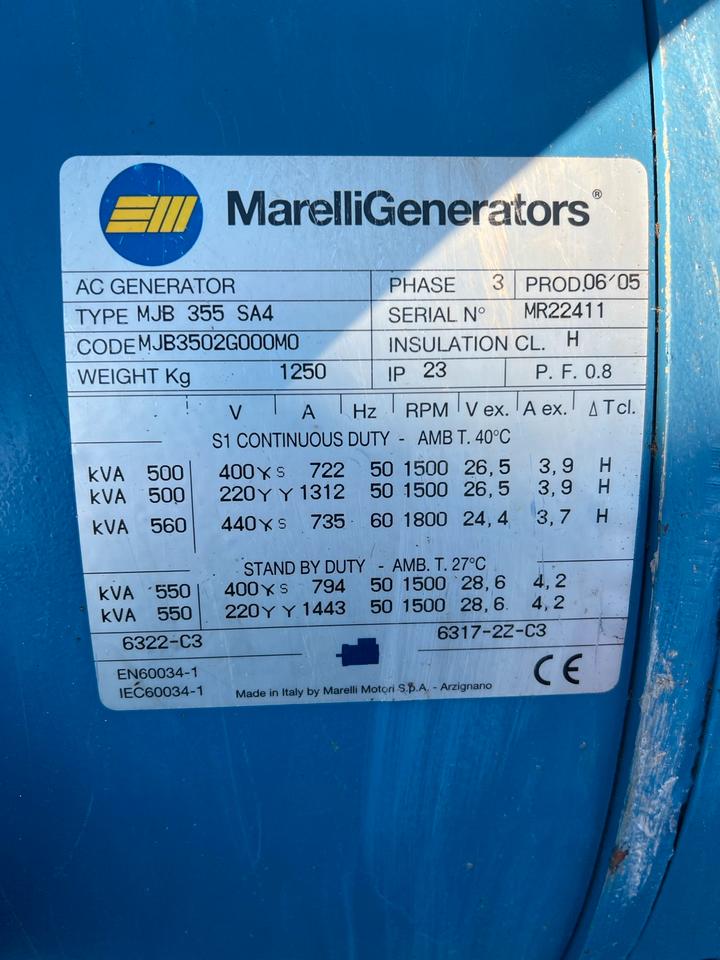 MarelliGenerators®
AC GENERATOR PHASE 3 PROD. 06/05
TYPE MJB 355 SA4 SERIAL N° MR22411
CODE MJB3502G000M0 INSULATION CL. H
WEIGHT Kg 1250 IP 23 P. F. 0.8
V A Hz RPM V ex. A ex. Δ T cl.
S1 CONTINUOUS DUTY - AMB T. 40°C
kVA 500 400 Y S 722 50 1500 26,5 3,9 H
kVA 500 220 Y Y 1312 50 1500 26,5 3,9 H
kVA 560 440 Y S 735 60 1800 24,4 3,7 H
STAND BY DUTY - AMB. T. 27°C
kVA 550 400 Y S 794 50 1500 28,6 4,2
kVA 550 220 Y Y 1443 50 1500 28,6 4,2
6322-C3 6317-2Z-C3
EN60034-1
IEC60034-1 Made in Italy by Marelli Motori S.p.A. - Arzignano CE